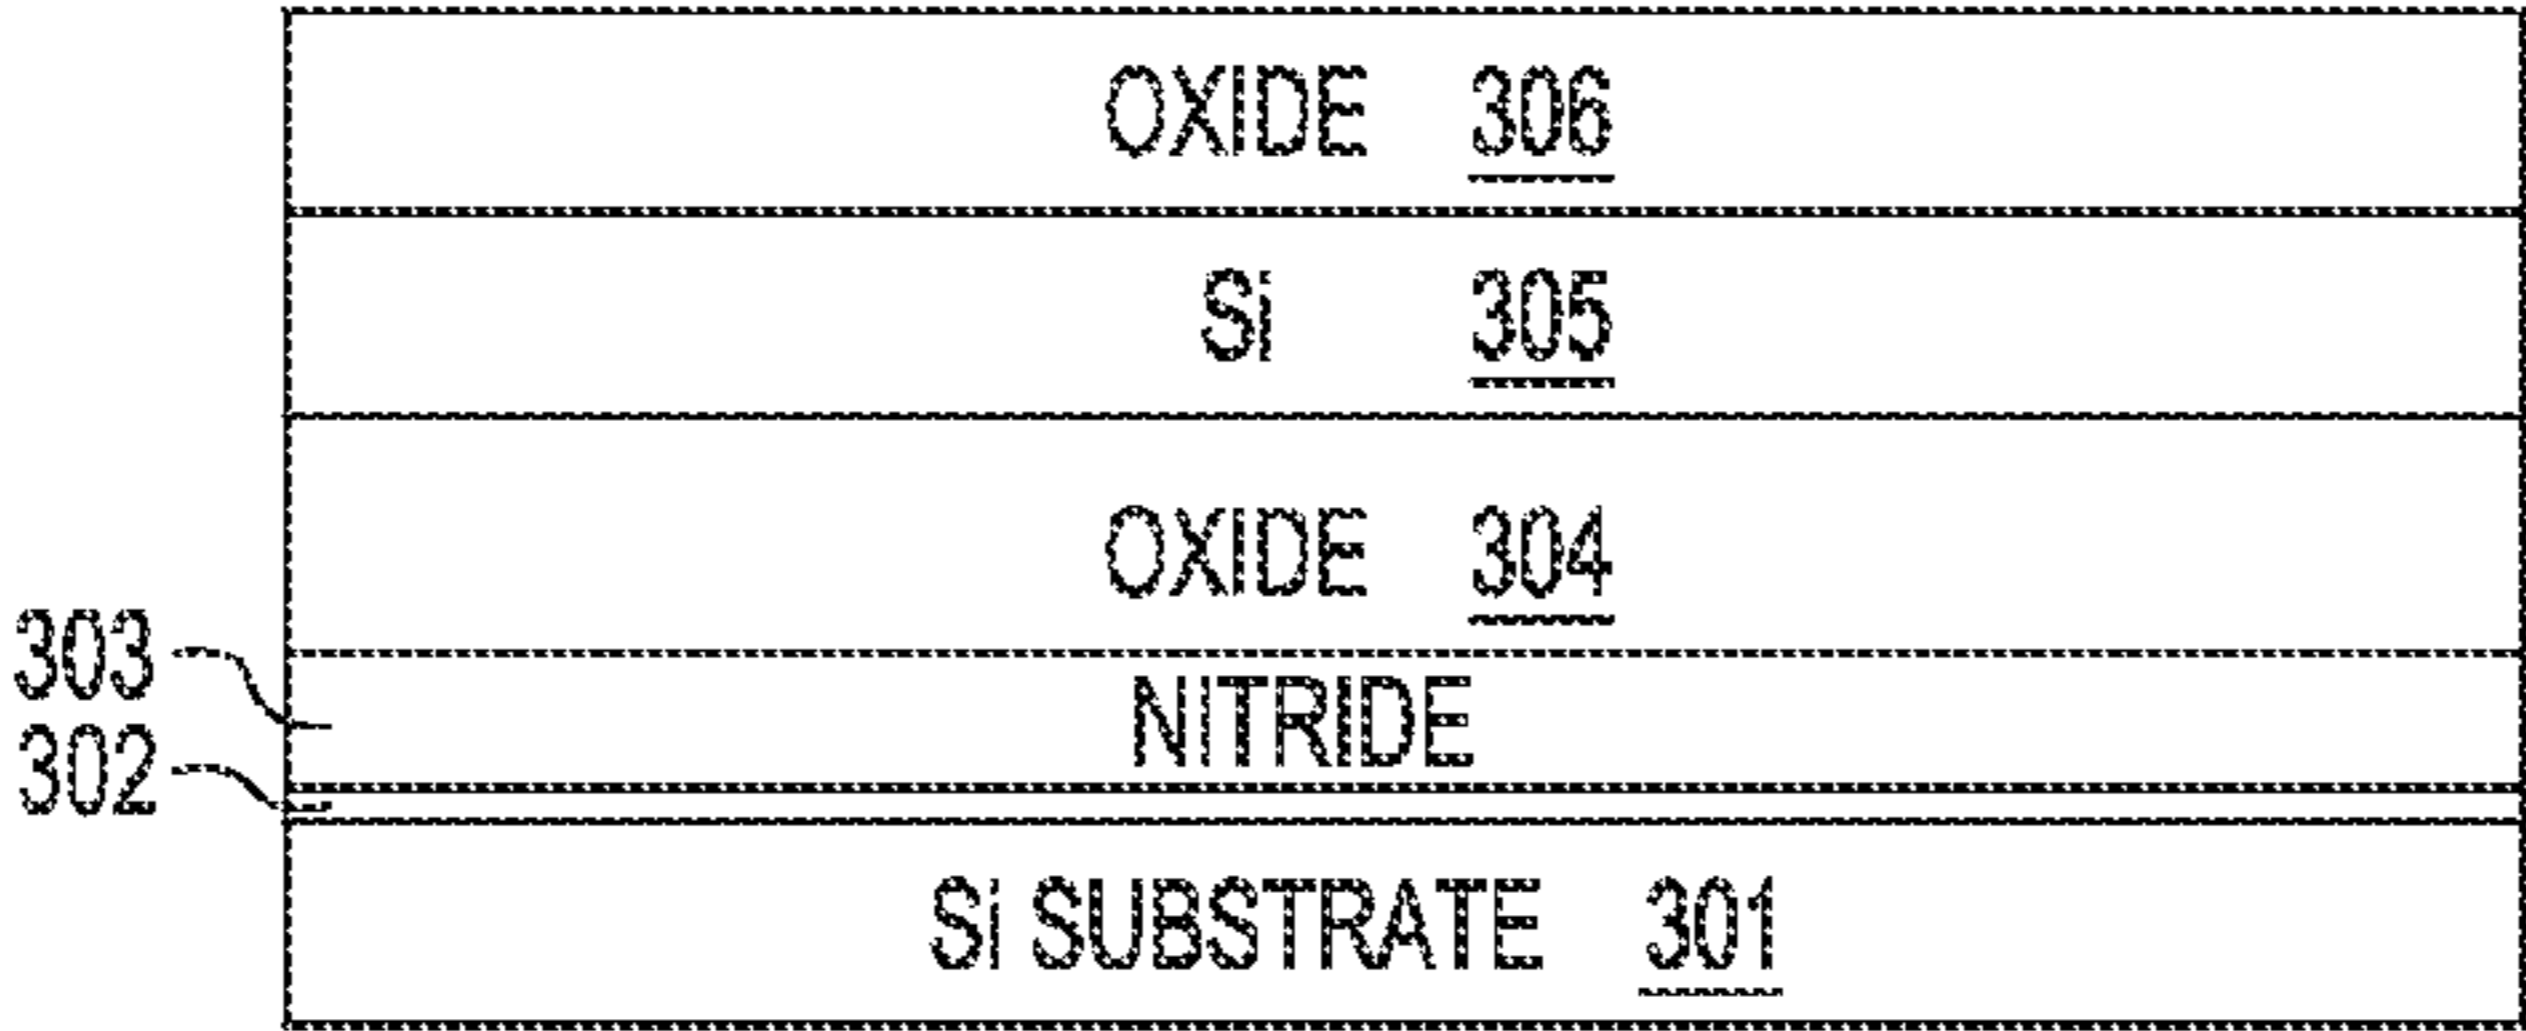 OXIDE 306
Si 305
OXIDE 304
303
NITRIDE
302
Si SUBSTRATE 301